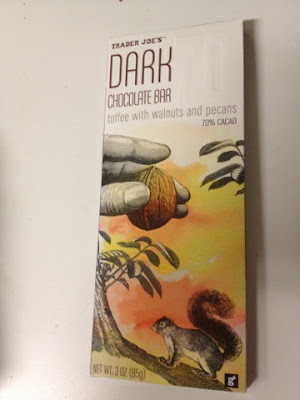 TRADER JOE'S
DARK
CHOCOLATE BAR
toffee with walnuts and pecans
70% CACAO
NET WT. 3 OZ (85g)
g